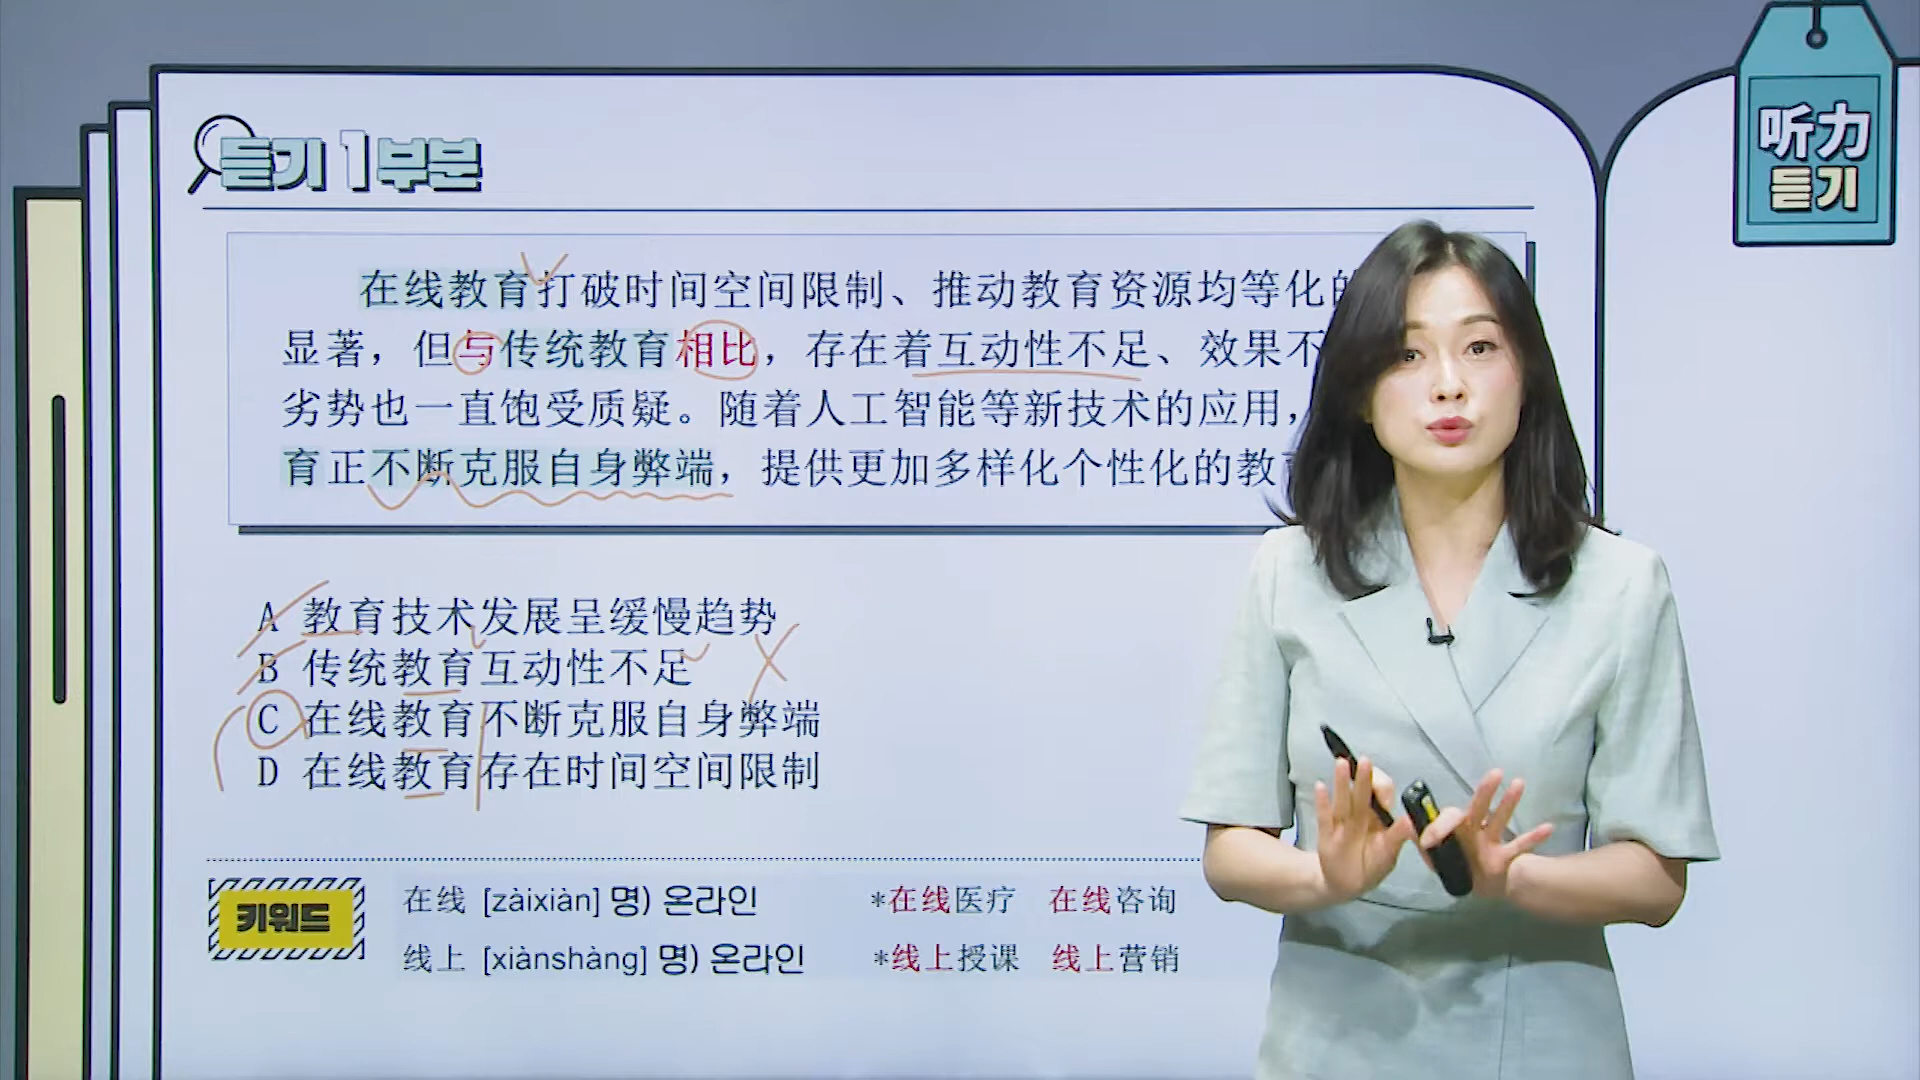 듣기 1부분
听力
듣기
在线教育打破时间空间限制、推动教育资源均等化的
显著，但与传统教育相比，存在着互动性不足、效果不
劣势也一直饱受质疑。随着人工智能等新技术的应用，
育正不断克服自身弊端，提供更加多样化个性化的教育
A 教育技术发展呈缓慢趋势
B 传统教育互动性不足
C 在线教育不断克服自身弊端
D 在线教育存在时间空间限制
키워드
在线 [zàixiàn] 명) 온라인 *在线医疗 在线咨询
线上 [xiànshàng] 명) 온라인 *线上授课 线上营销